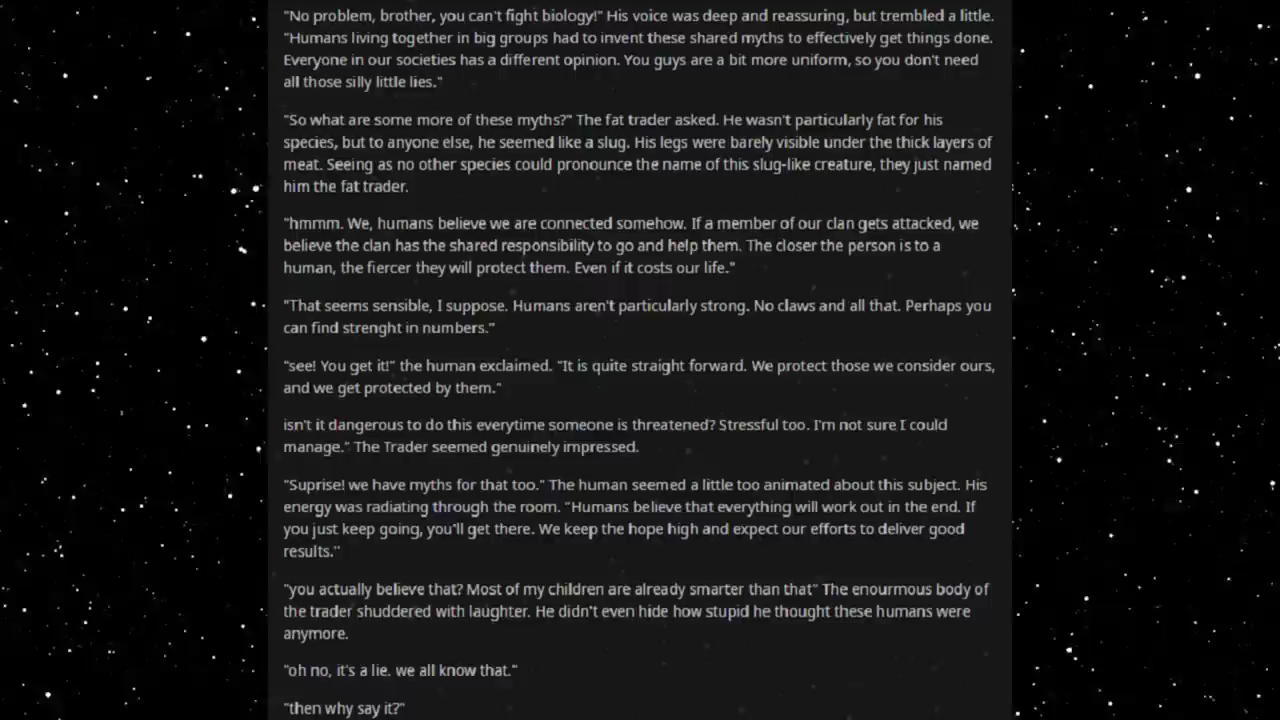 "No problem, brother, you can't fight biology!" His voice was deep and reassuring, but trembled a little.
"Humans living together in big groups had to invent these shared myths to effectively get things done.
Everyone in our societies has a different opinion. You guys are a bit more uniform, so you don't need
all those silly little lies."
"So what are some more of these myths?" The fat trader asked. He wasn't particularly fat for his
species, but to anyone else, he seemed like a slug. His legs were barely visible under the thick layers of
meat. Seeing as no other species could pronounce the name of this slug-like creature, they just named
him the fat trader.
"hmmm. We, humans believe we are connected somehow. If a member of our clan gets attacked, we
believe the clan has the shared responsibility to go and help them. The closer the person is to a
human, the fiercer they will protect them. Even if it costs our life."
"That seems sensible, I suppose. Humans aren't particularly strong. No claws and all that. Perhaps you
can find strenght in numbers."
"see! You get it!" the human exclaimed. "It is quite straight forward. We protect those we consider ours,
and we get protected by them."
isn't it dangerous to do this everytime someone is threatened? Stressful too. I'm not sure I could
manage." The Trader seemed genuinely impressed.
"Suprise! we have myths for that too." The human seemed a little too animated about this subject. His
energy was radiating through the room. "Humans believe that everything will work out in the end. If
you just keep going, you'll get there. We keep the hope high and expect our efforts to deliver good
results."
"you actually believe that? Most of my children are already smarter than that" The enourmous body of
the trader shuddered with laughter. He didn't even hide how stupid he thought these humans were
anymore.
"oh no, it's a lie. we all know that."
"then why say it?"